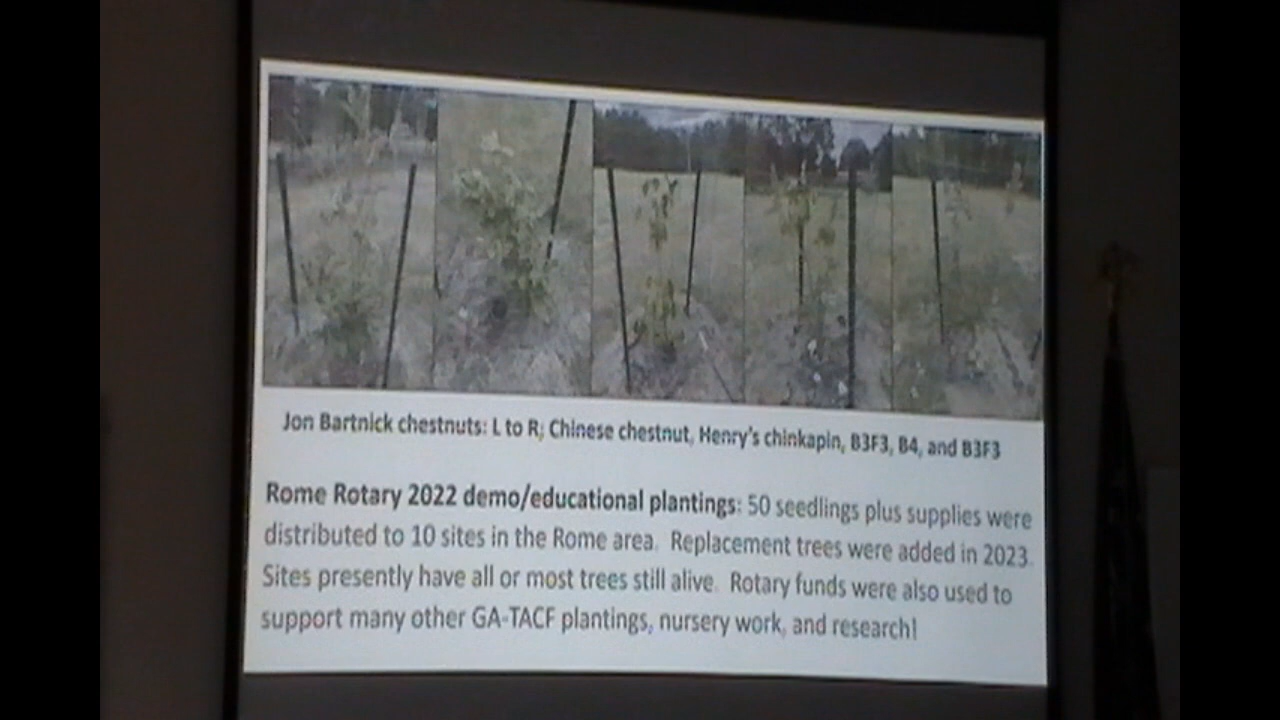 Jon Bartnick chestnuts: L to R; Chinese chestnut, Henry's chinkapin, B3F3, B4, and B3F3
Rome Rotary 2022 demo/educational plantings: 50 seedlings plus supplies were
distributed to 10 sites in the Rome area. Replacement trees were added in 2023.
Sites presently have all or most trees still alive. Rotary funds were also used to
support many other GA-TACF plantings, nursery work, and research!